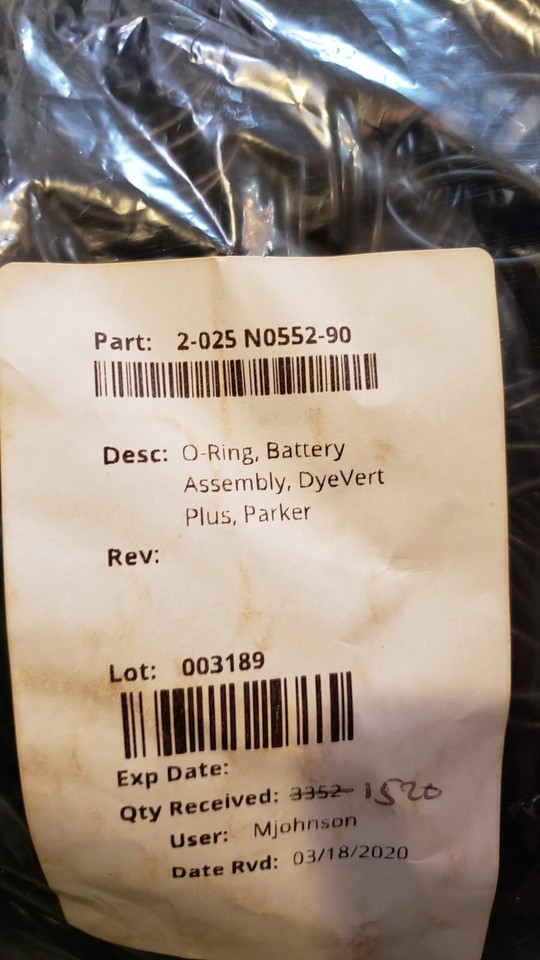 Part: 2-025 N0552-90
Desc: O-Ring, Battery
Assembly, DyeVert
Plus, Parker
Rev:
Lot: 003189
Exp Date:
Qty Received: 3352 1520
User: Mjohnson
Date Rvd: 03/18/2020